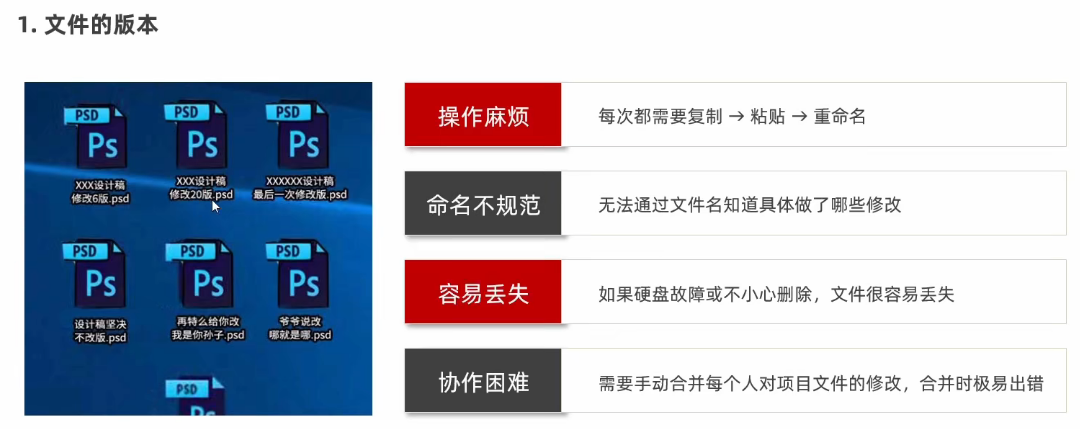 1. 文件的版本
PSD
Ps
XXX设计稿
修改6版.psd
PSD
Ps
XXX设计稿
修改20版.psd
PSD
Ps
XXXXXX设计稿
最后一次修改版.psd
PSD
Ps
设计稿坚决
不改版.psd
PSD
Ps
再特么给你改
我是你孙子.psd
PSD
Ps
爷爷说改
哪就是哪.psd
PSD
Ps
操作麻烦
每次都需要复制 → 粘贴 → 重命名
命名不规范
无法通过文件名知道具体做了哪些修改
容易丢失
如果硬盘故障或不小心删除，文件很容易丢失
协作困难
需要手动合并每个人对项目文件的修改，合并时极易出错